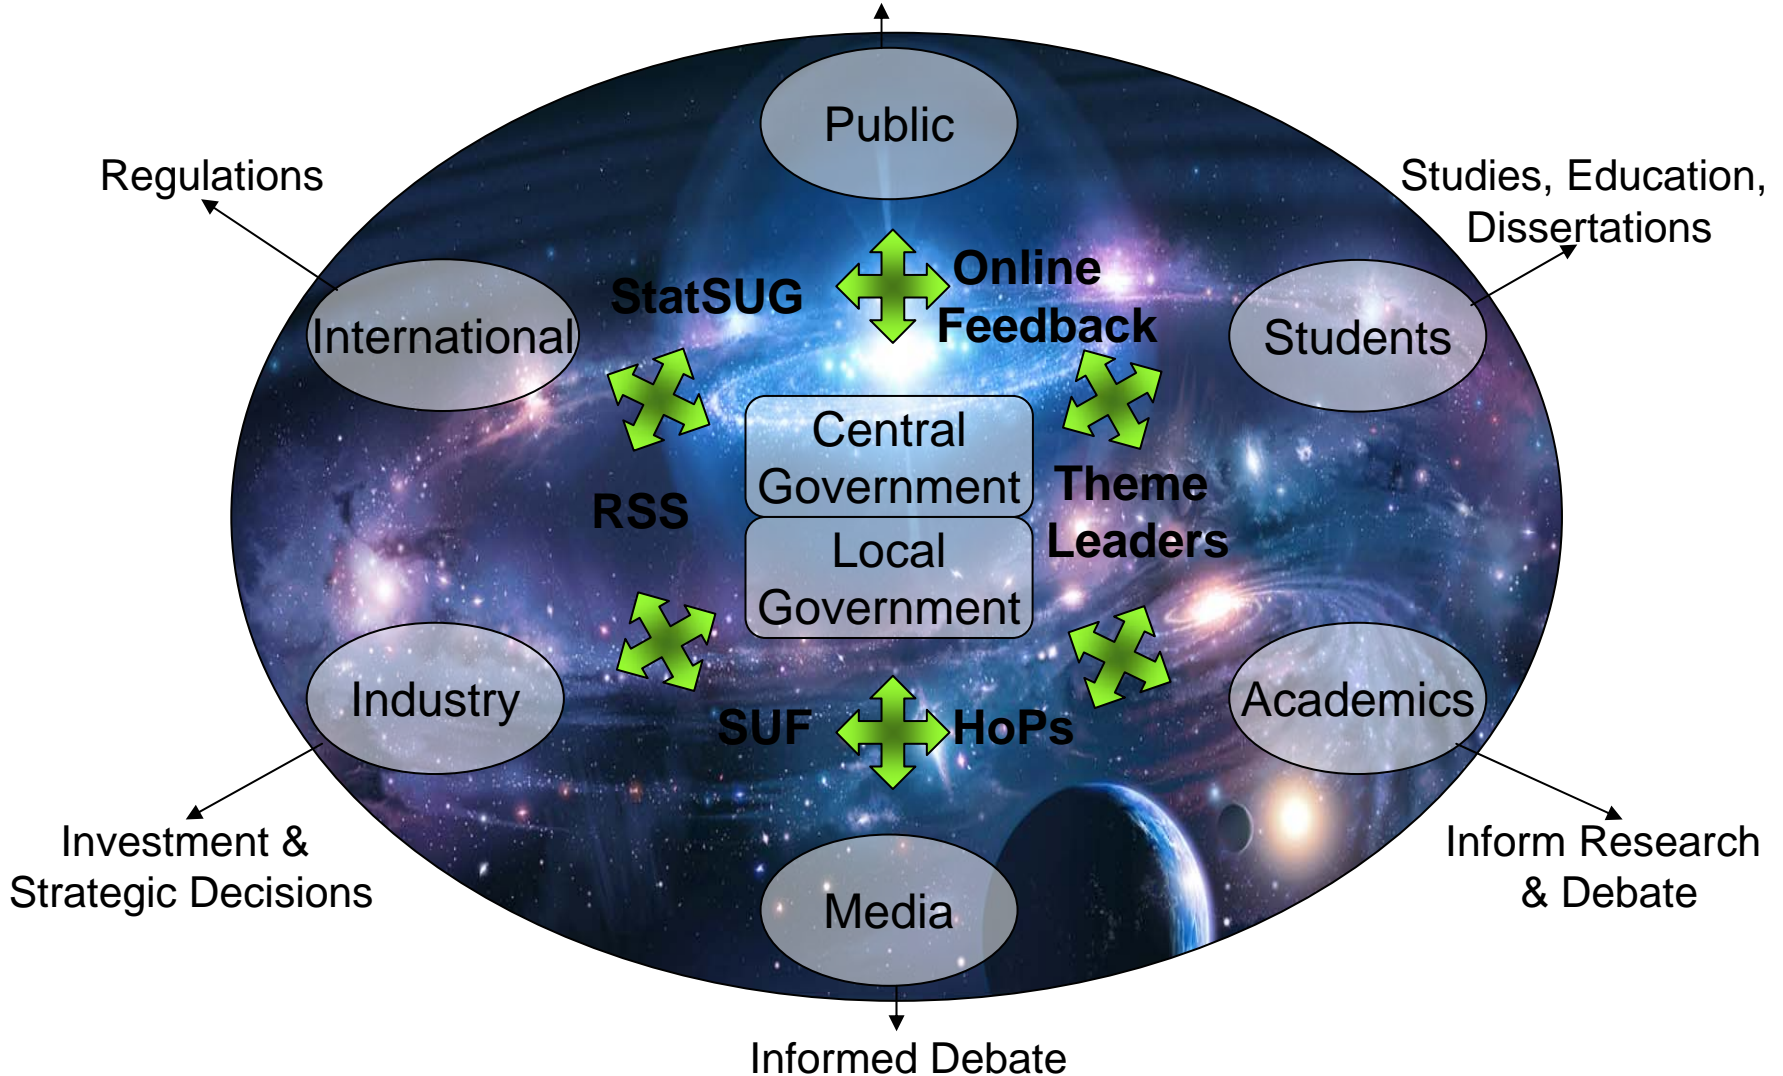 Public
Regulations
Studies, Education,
Dissertations
International
StatSUG
Online
Feedback
Students
Central
Government
RSS
Theme
Leaders
Local
Government
Industry
SUF
HoPs
Academics
Investment &
Strategic Decisions
Media
Inform Research
& Debate
Informed Debate